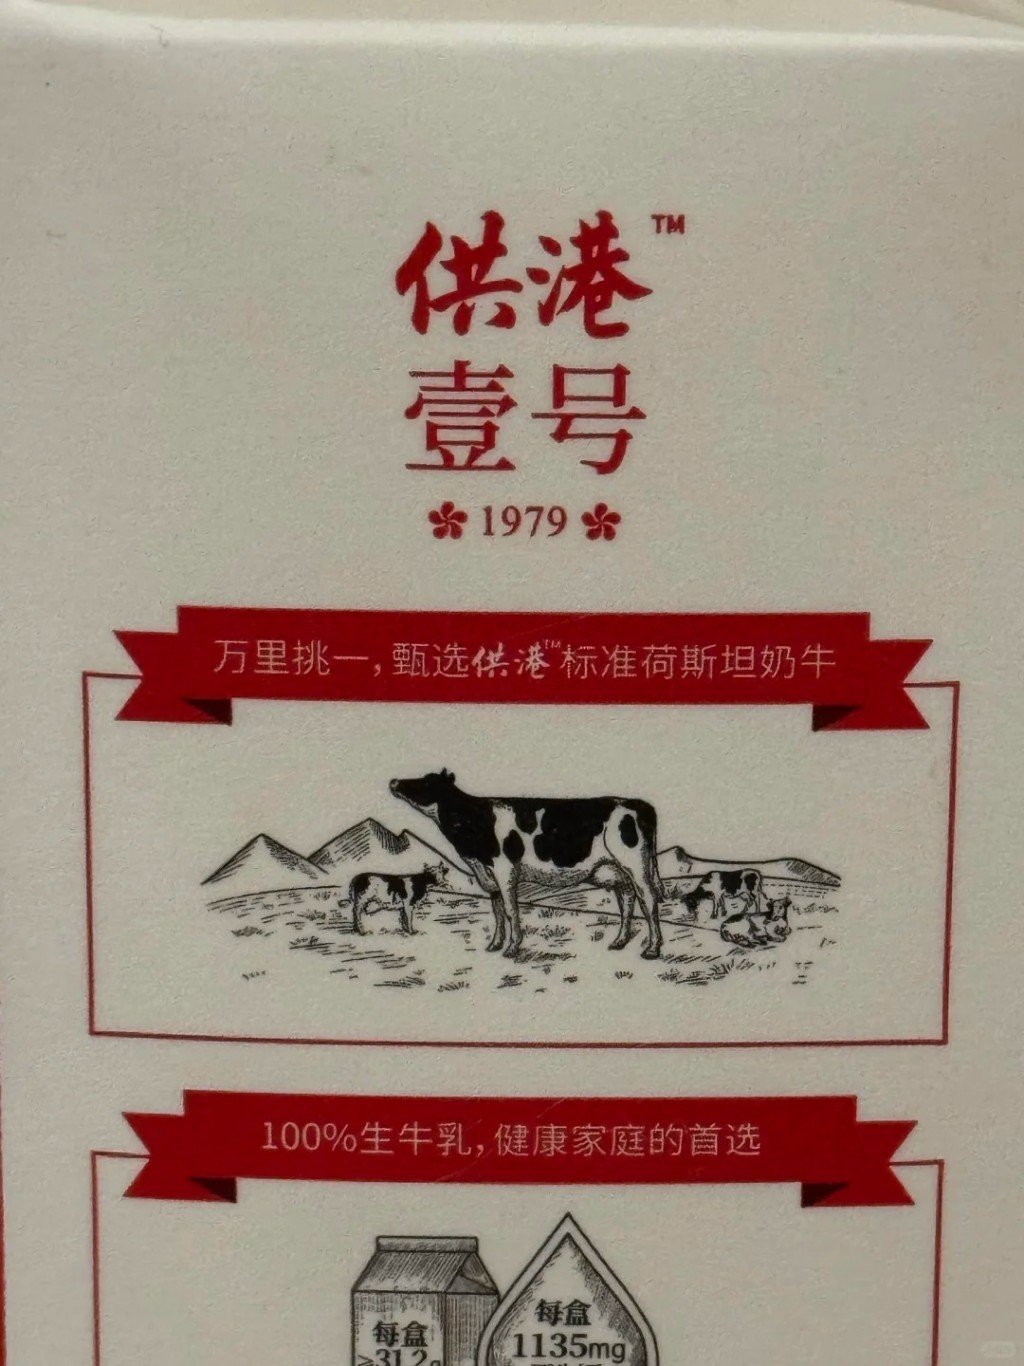 供港™
壹号
1979
万里挑一,甄选供港™标准荷斯坦奶牛
100%生牛乳,健康家庭的首选
每盒
≥31.2g
每盒
1135mg